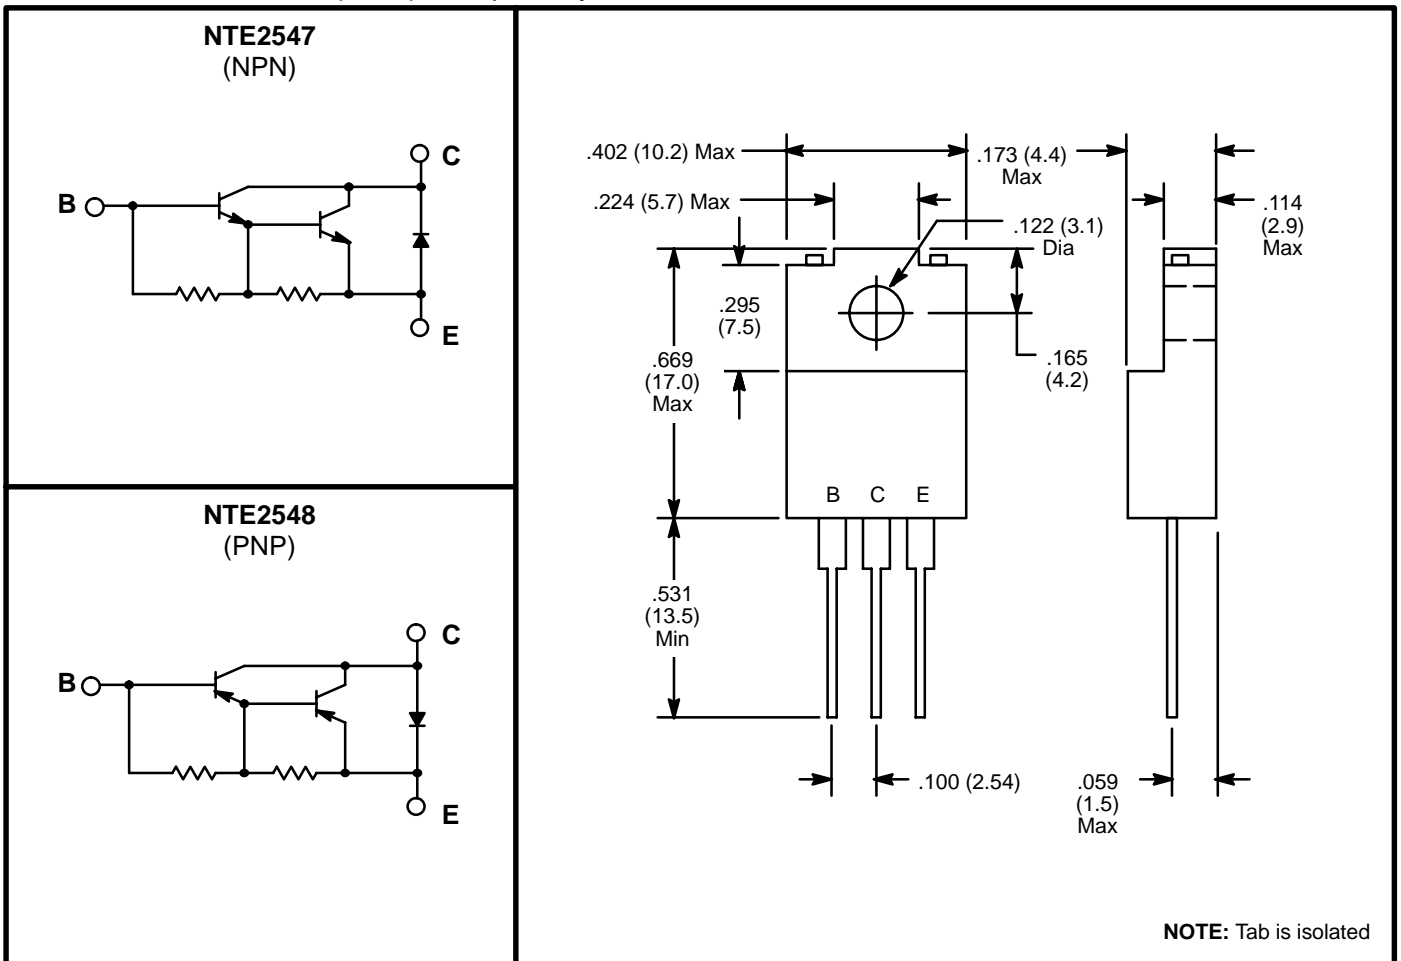 NTE2547
(NPN)
C
B
E
NTE2548
(PNP)
C
B
E
.402 (10.2) Max
.173 (4.4)
Max
.224 (5.7) Max
.122 (3.1)
Dia
.114
(2.9)
Max
.295
(7.5)
.669
(17.0)
Max
.165
(4.2)
B C E
.531
(13.5)
Min
.100 (2.54)
.059
(1.5)
Max
NOTE: Tab is isolated